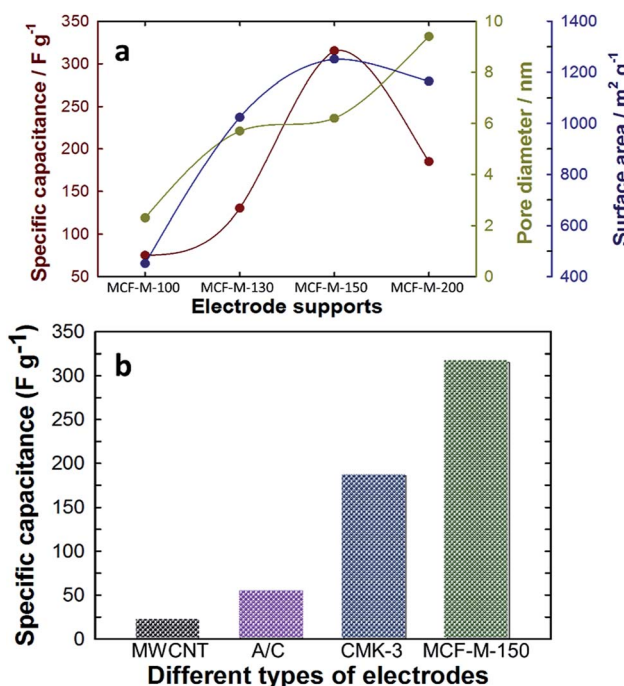 a
Specific capacitance / F g-1
350
300
250
200
150
100
50
10
8
6
4
2
0
Pore diameter / nm
1400
1200
1000
800
600
400
Surface area / m2 g-1
MCF-M-100 MCF-M-130 MCF-M-150 MCF-M-200
Electrode supports
b
Specific capacitance (F g-1)
350
300
250
200
150
100
50
0
MWCNT A/C CMK-3 MCF-M-150
Different types of electrodes